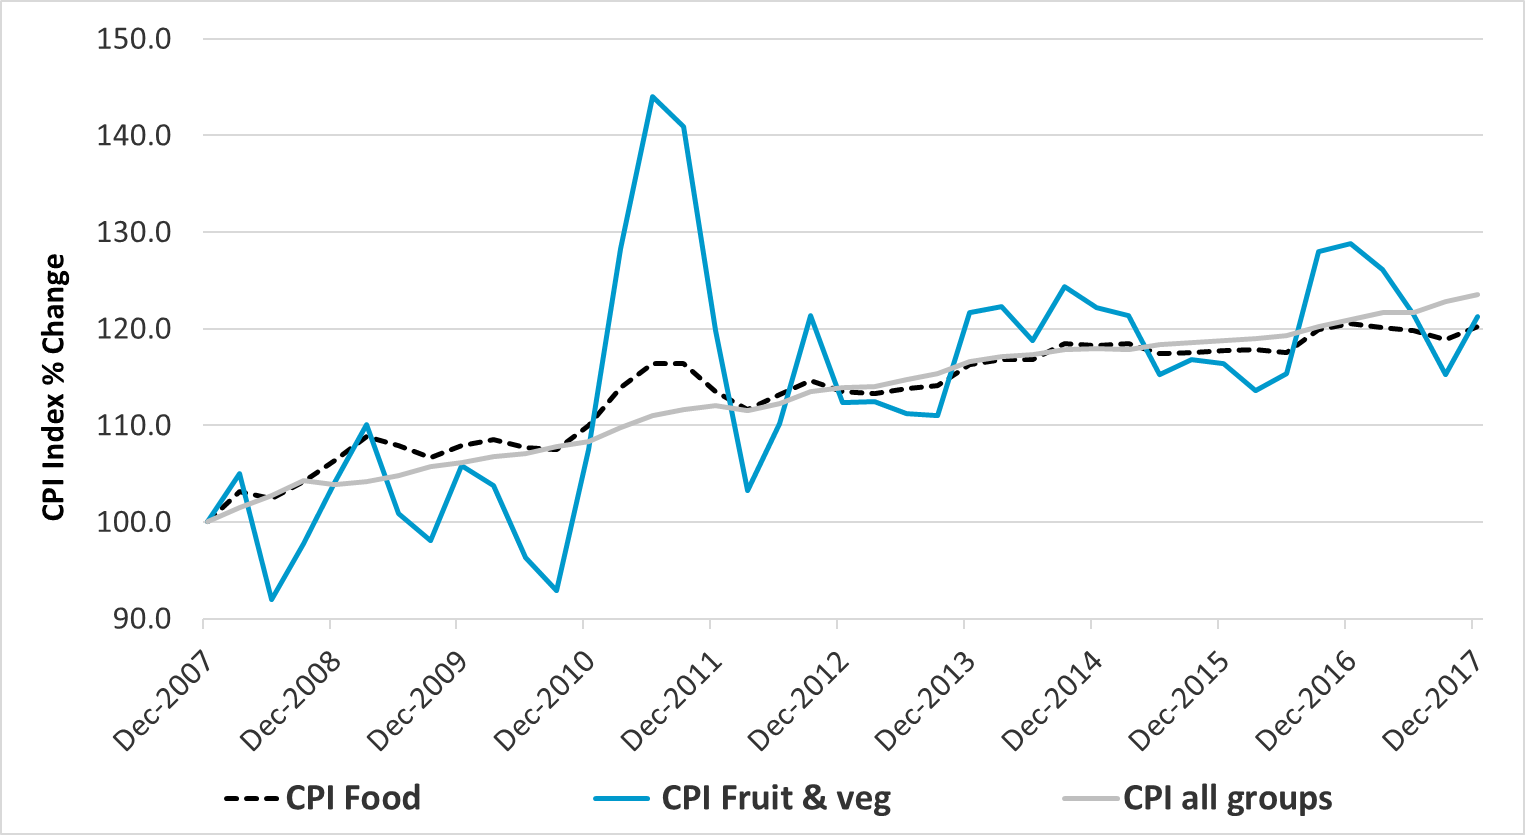 150.0
140.0
130.0
120.0
110.0
100.0
90.0
CPI Index % Change
Dec-2007
Dec-2008
Dec-2009
Dec-2010
Dec-2011
Dec-2012
Dec-2013
Dec-2014
Dec-2015
Dec-2016
Dec-2017
CPI Food
CPI Fruit & veg
CPI all groups